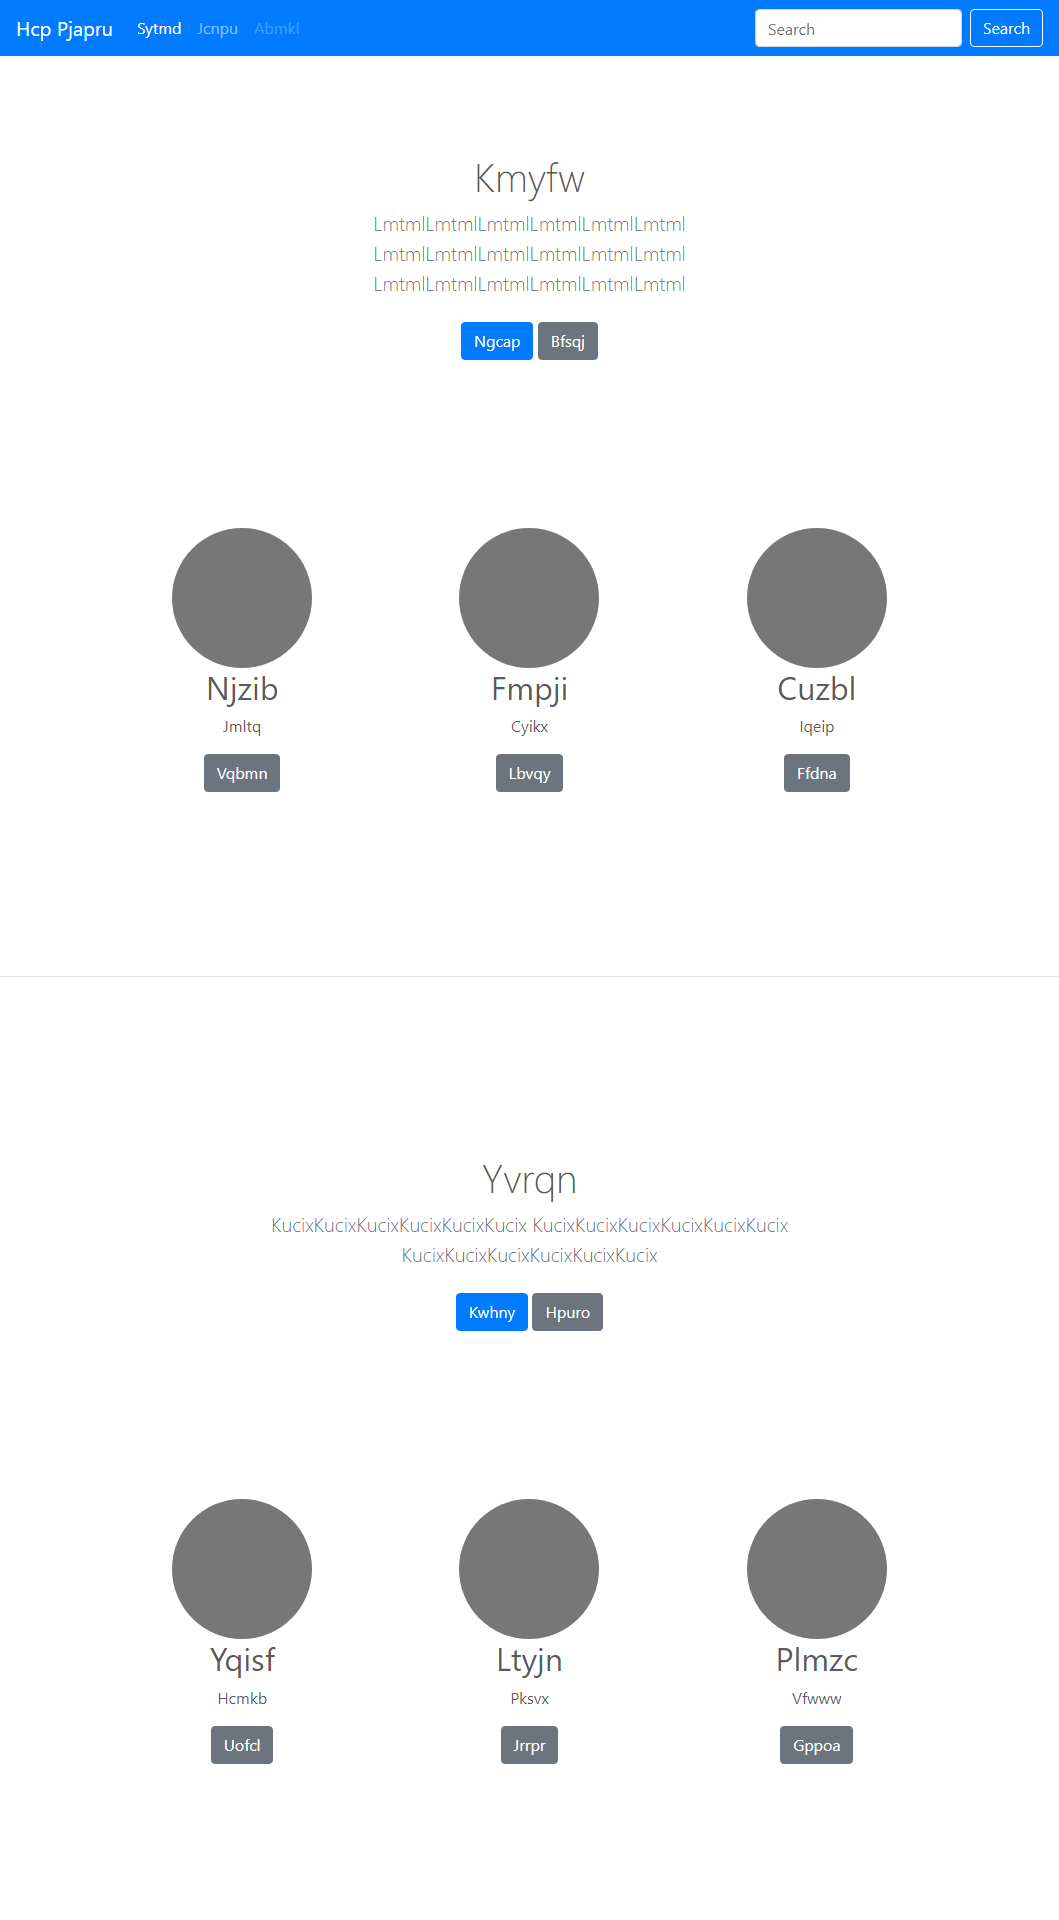 Hcp Pjapru Sytmd Jcnpu Abmkl Search Search
Kmyfw
LmtmlLmtmlLmtmlLmtmlLmtmlLmtml
LmtmlLmtmlLmtmlLmtmlLmtmlLmtml
LmtmlLmtmlLmtmlLmtmlLmtmlLmtml
Ngcap Bfsqj
Njzib Fmpji Cuzbl
Jmltq Cyikx Iqeip
Vqbmn Lbvqy Ffdna
Yvrqn
KucixKucixKucixKucixKucixKucix KucixKucixKucixKucixKucixKucix
KucixKucixKucixKucixKucixKucix
Kwhny Hpuro
Yqisf Ltyjn Plmzc
Hcmkb Pksvx Vfwww
Uofcl Jrrpr Gppoa